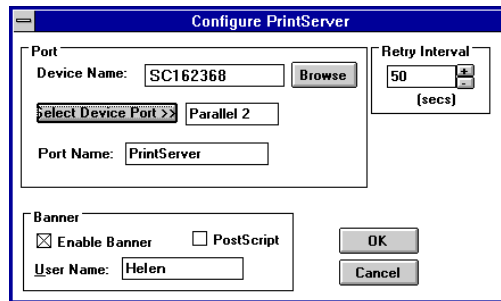 Configure PrintServer
Port
Device Name: SC162368 Browse
Select Device Port >> Parallel 2
Port Name: PrintServer
Retry Interval
50 + -
(secs)
Banner
Enable Banner PostScript
User Name: Helen
OK
Cancel